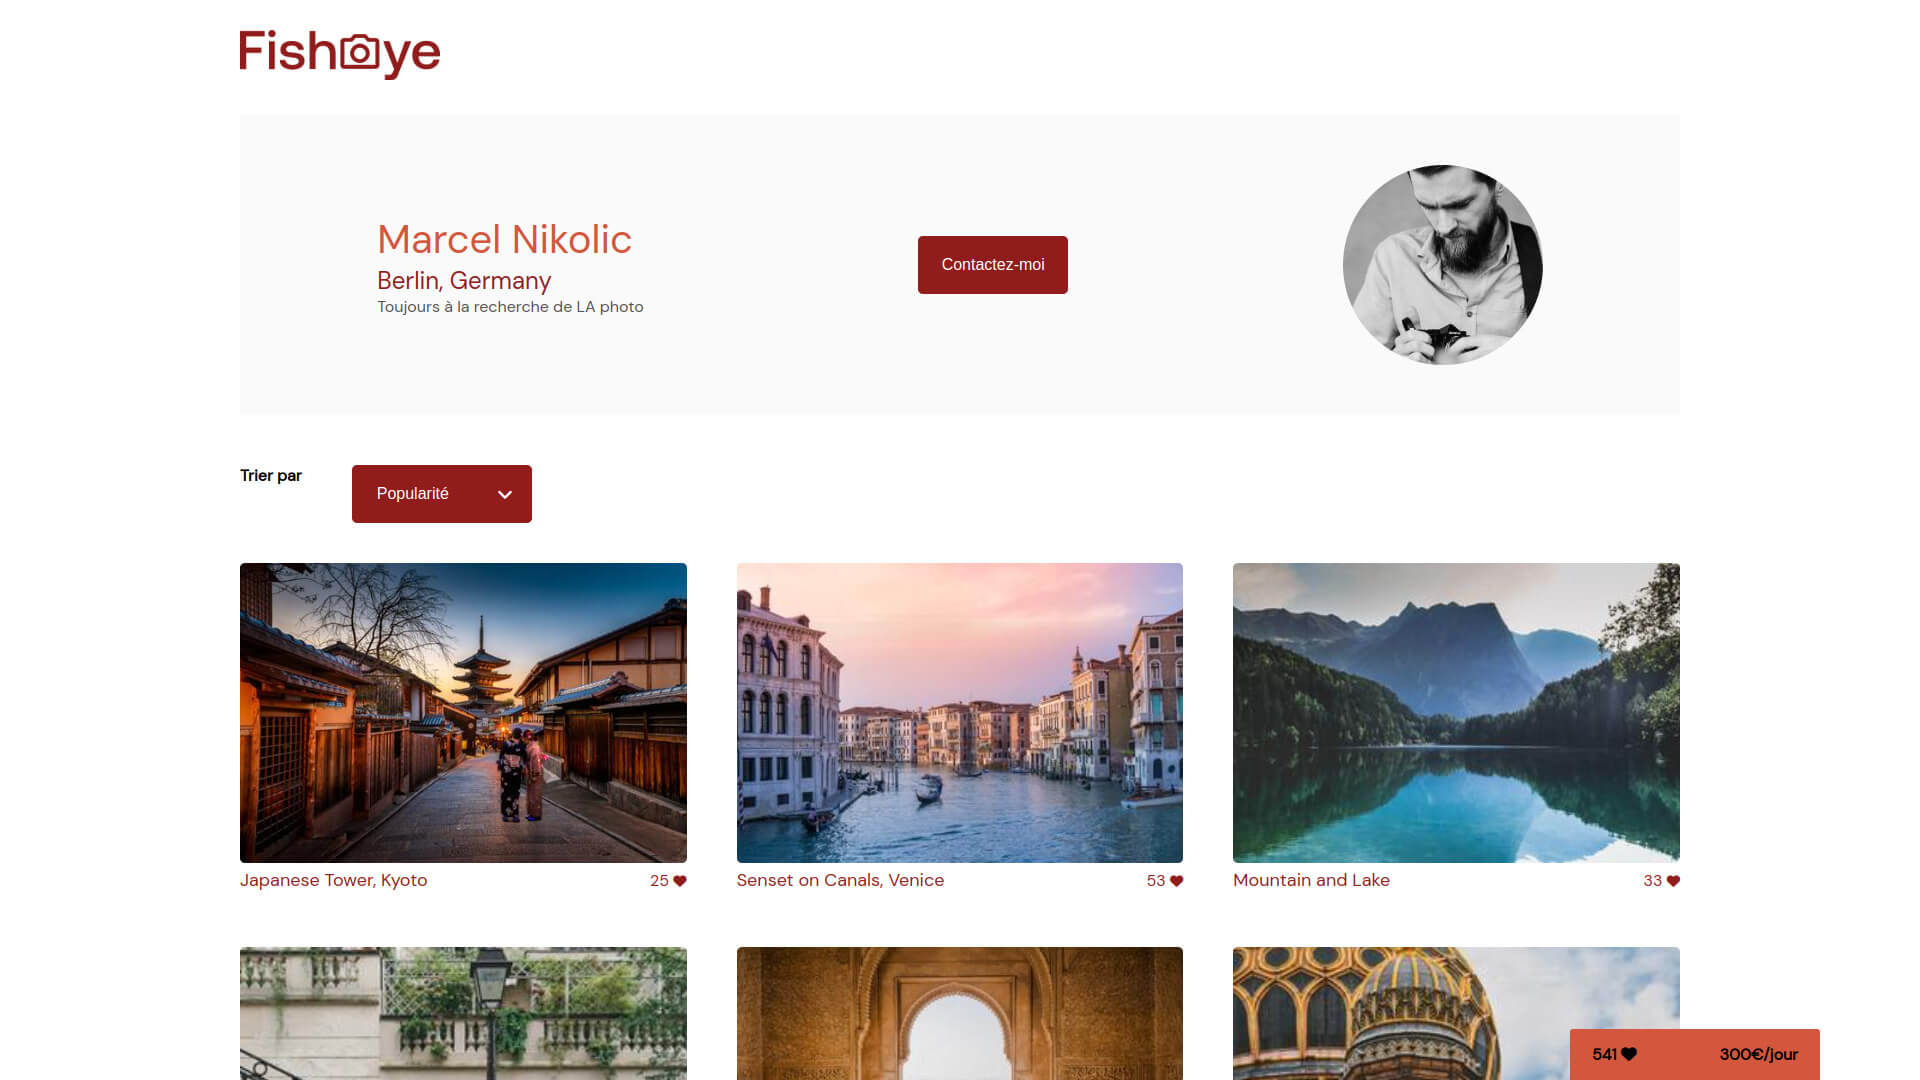 Fisheye
Marcel Nikolic
Berlin, Germany
Toujours à la recherche de LA photo
Contactez-moi
Trier par
Popularité
Japanese Tower, Kyoto
25
Senset on Canals, Venice
53
Mountain and Lake
33
541
300€/jour